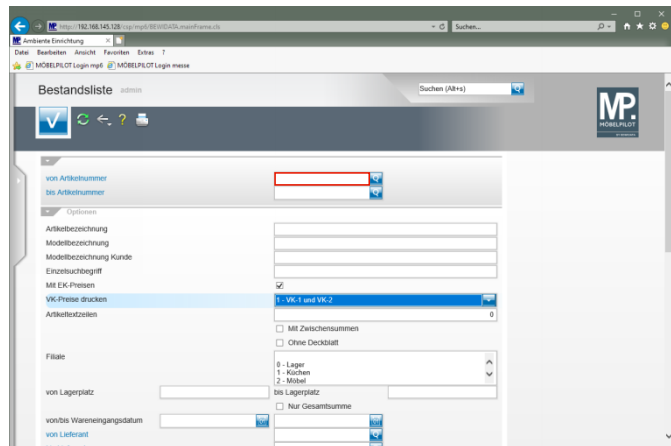 http://192.168.145.128/csp/mp6/BEWIDATA.mainFrame.cls
Suchen...
Ambiente Einrichtung
Datei Bearbeiten Ansicht Favoriten Extras ?
MÖBELPILOT Login mp6 MÖBELPILOT Login messe
Bestandsliste admin
Suchen (Alt+s)
MP.
MÖBELPILOT
von Artikelnummer
bis Artikelnummer
Optionen
Artikelbezeichnung
Modellbezeichnung
Modellbezeichnung Kunde
Einzelsuchbegriff
Mit EK-Preisen
VK-Preise drucken 1 - VK-1 und VK-2
Artikeltextzeilen 0
Mit Zwischensummen
Ohne Deckblatt
Filiale
0 - Lager
1 - Küchen
2 - Möbel
von Lagerplatz bis Lagerplatz
Nur Gesamtsumme
von/bis Wareneingangsdatum
von Lieferant